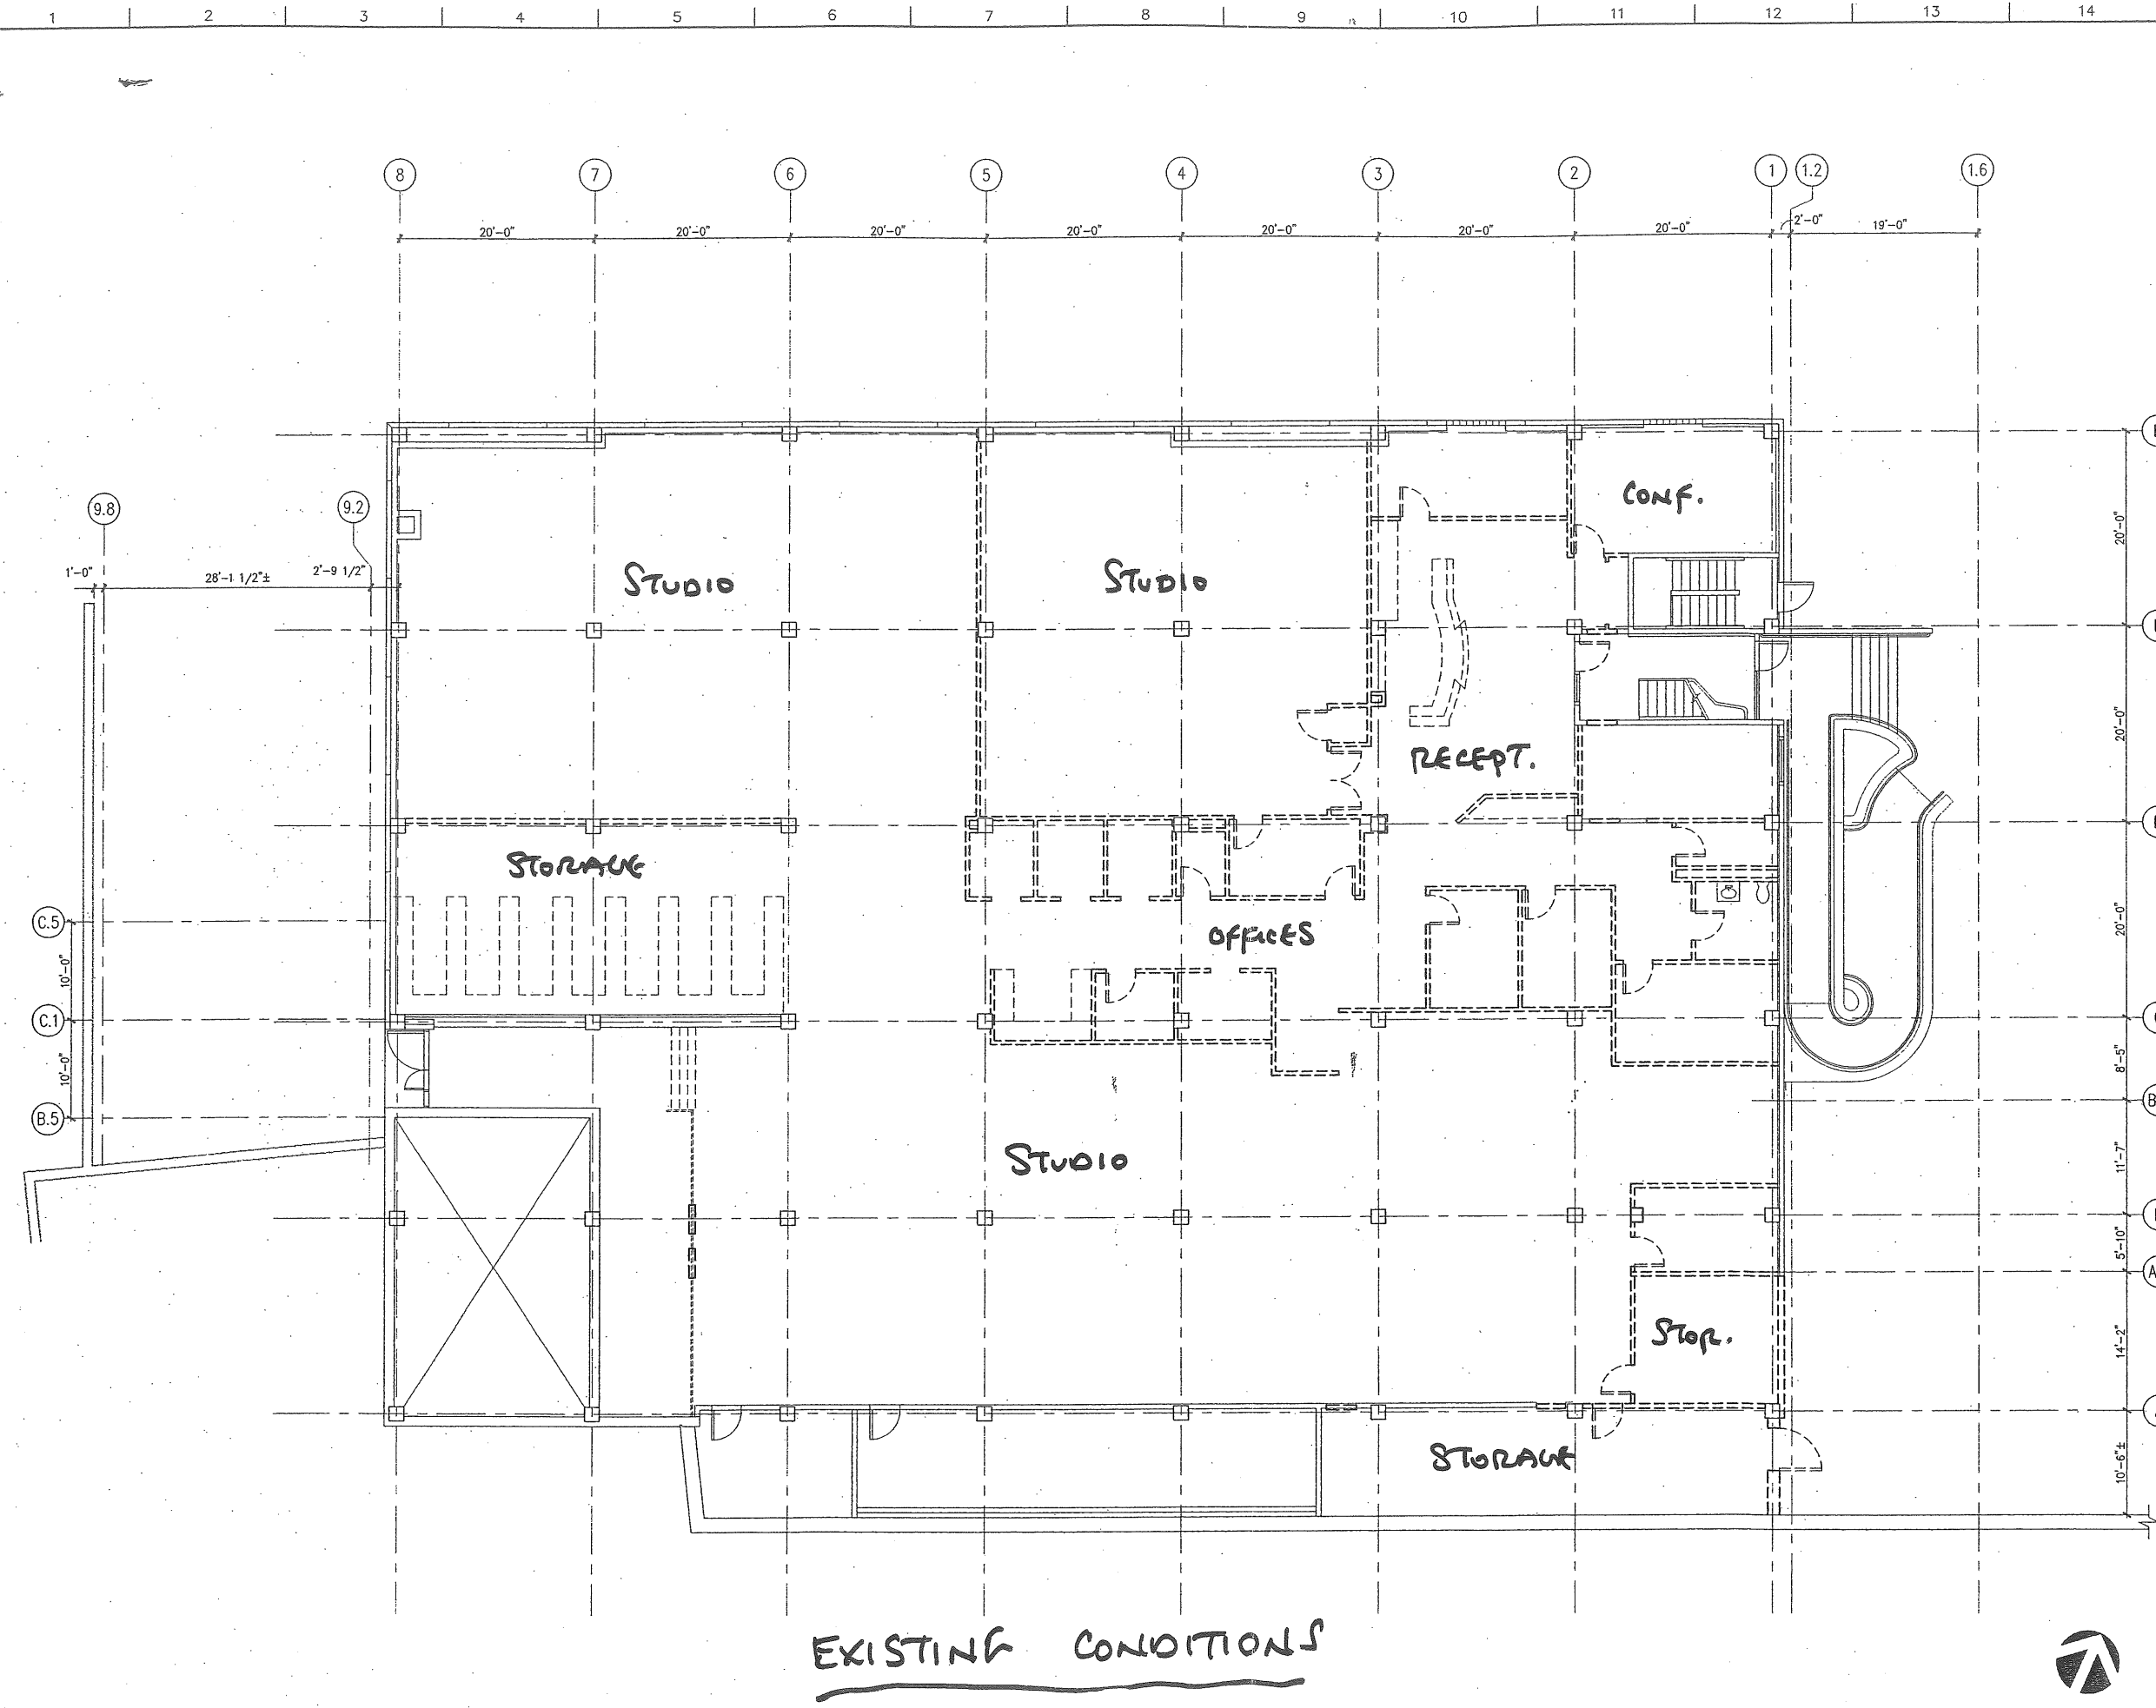 1 2 3 4 5 6 7 8 9 10 11 12 13 14
8 7 6 5 4 3 2 1 1.2 1.6
20'-0" 20'-0" 20'-0" 20'-0" 20'-0" 20'-0" 20'-0" 2'-0" 19'-0"
CONF.
9.8 9.2
20'-0"
1'-0" 28'-1 1/2"± 2'-9 1/2"
STUDIO STUDIO
20'-0"
RECEPT.
STORAGE
C.5
OFFICES
20'-0"
10'-0"
C.1
8'-5"
10'-0"
B.5
STUDIO
11'-7"
5'-10"
STOR.
14'-2"
STORAGE
10'-6"±
EXISTING CONDITIONS